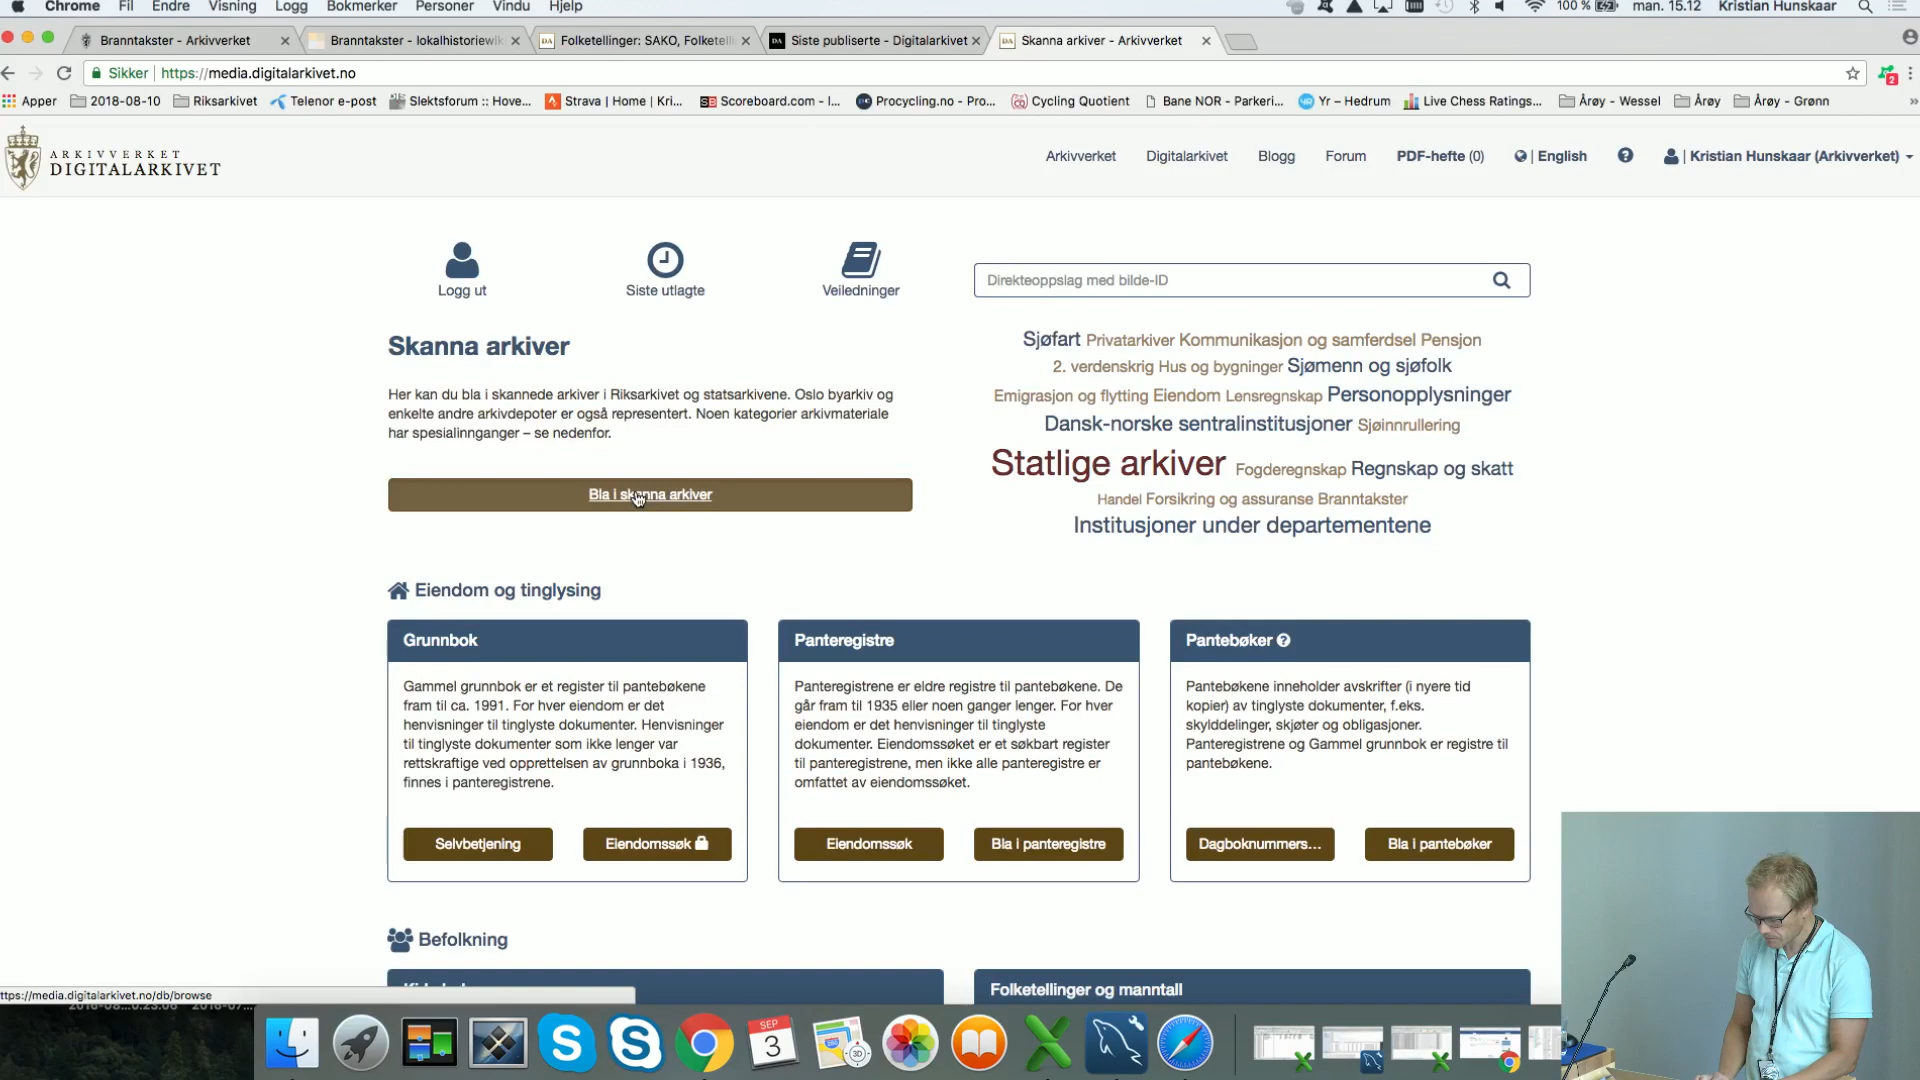 Chrome Fil Endre Visning Logg Bokmerker Personer Vindu Hjelp 100 % man. 15.12 Kristian Hunskaar
Branntakster - Arkivverket Branntakster - lokalhistoriewik DA Folketellinger: SAKO, Folketelli DA Siste publiserte - Digitalarkivet DA Skanna arkiver - Arkivverket
Sikker https://media.digitalarkivet.no
Apper 2018-08-10 Riksarkivet Telenor e-post Slektsforum :: Hove... Strava | Home | Kri... Scoreboard.com - l... Procycling.no - Pro... Cycling Quotient Bane NOR - Parkeri... Yr – Hedrum Live Chess Ratings... Årøy - Wessel Årøy Årøy - Grønn »
2
ARKIVVERKET
DIGITALARKIVET
Arkivverket Digitalarkivet Blogg Forum PDF-hefte (0) | English | Kristian Hunskaar (Arkivverket)
Logg ut Siste utlagte Veiledninger
Direkteoppslag med bilde-ID
Skanna arkiver
Her kan du bla i skannede arkiver i Riksarkivet og statsarkivene. Oslo byarkiv og
enkelte andre arkivdepoter er også representert. Noen kategorier arkivmateriale
har spesialinnganger – se nedenfor.
Bla i skanna arkiver
Sjøfart Privatarkiver Kommunikasjon og samferdsel Pensjon
2. verdenskrig Hus og bygninger Sjømenn og sjøfolk
Emigrasjon og flytting Eiendom Lensregnskap Personopplysninger
Dansk-norske sentralinstitusjoner Sjøinnrullering
Statlige arkiver Fogderegnskap Regnskap og skatt
Handel Forsikring og assuranse Branntakster
Institusjoner under departementene
Eiendom og tinglysing
Grunnbok
Gammel grunnbok er et register til pantebøkene
fram til ca. 1991. For hver eiendom er det
henvisninger til tinglyste dokumenter. Henvisninger
til tinglyste dokumenter som ikke lenger var
rettskraftige ved opprettelsen av grunnboka i 1936,
finnes i panteregistrene.
Selvbetjening Eiendomssøk
Panteregistre
Panteregistrene er eldre registre til pantebøkene. De
går fram til 1935 eller noen ganger lenger. For hver
eiendom er det henvisninger til tinglyste
dokumenter. Eiendomssøket er et søkbart register
til panteregistrene, men ikke alle panteregistre er
omfattet av eiendomssøket.
Eiendomssøk Bla i panteregistre
Pantebøker
Pantebøkene inneholder avskrifter (i nyere tid
kopier) av tinglyste dokumenter, f.eks.
skylddelinger, skjøter og obligasjoner.
Panteregistrene og Gammel grunnbok er registre til
pantebøkene.
Dagboknummers... Bla i pantebøker
Befolkning
Folketellinger og manntall
ttps://media.digitalarkivet.no/db/browse
SEP
3
3D